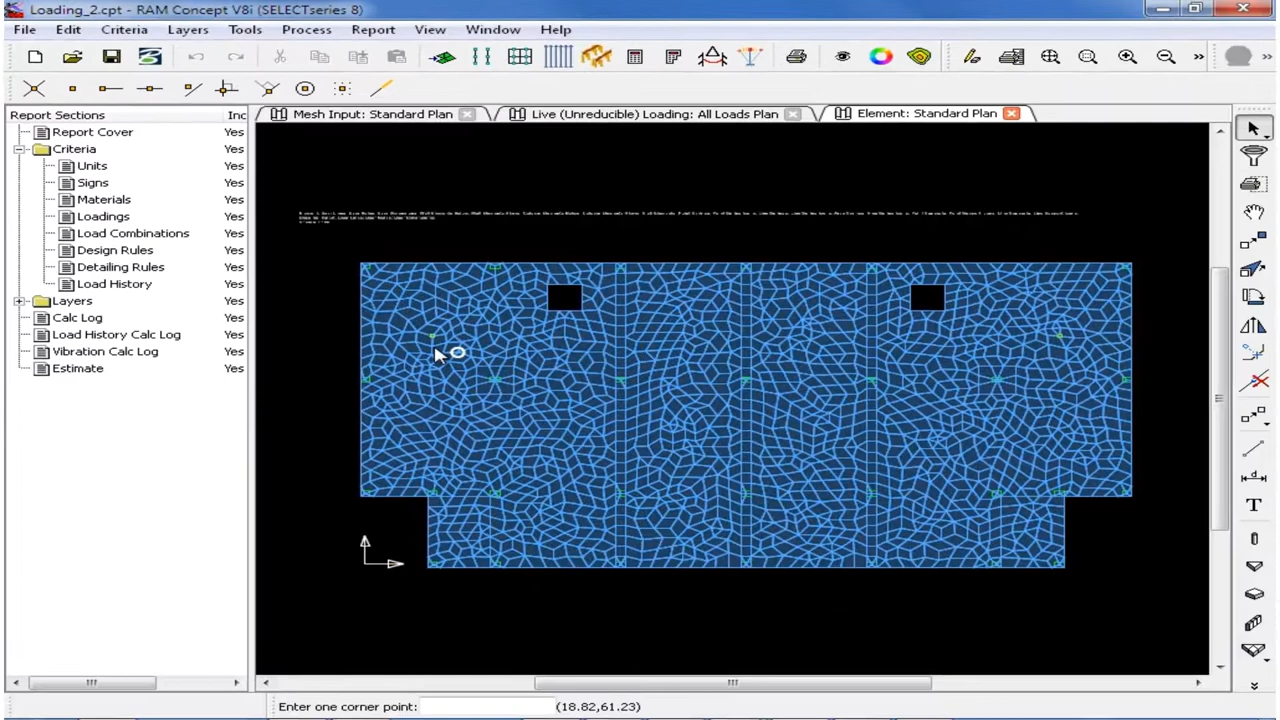 Loading_2.cpt - RAM Concept V8i (SELECTseries 8)
File Edit Criteria Layers Tools Process Report View Window Help
Report Sections Inc
Mesh Input: Standard Plan
Live (Unreducible) Loading: All Loads Plan
Element: Standard Plan
Report Cover Yes
Criteria Yes
Units Yes
Signs Yes
Materials Yes
Loadings Yes
Load Combinations Yes
Design Rules Yes
Detailing Rules Yes
Load History Yes
Layers Yes
Calc Log Yes
Load History Calc Log Yes
Vibration Calc Log Yes
Estimate Yes
Enter one corner point: (18.82,61.23)